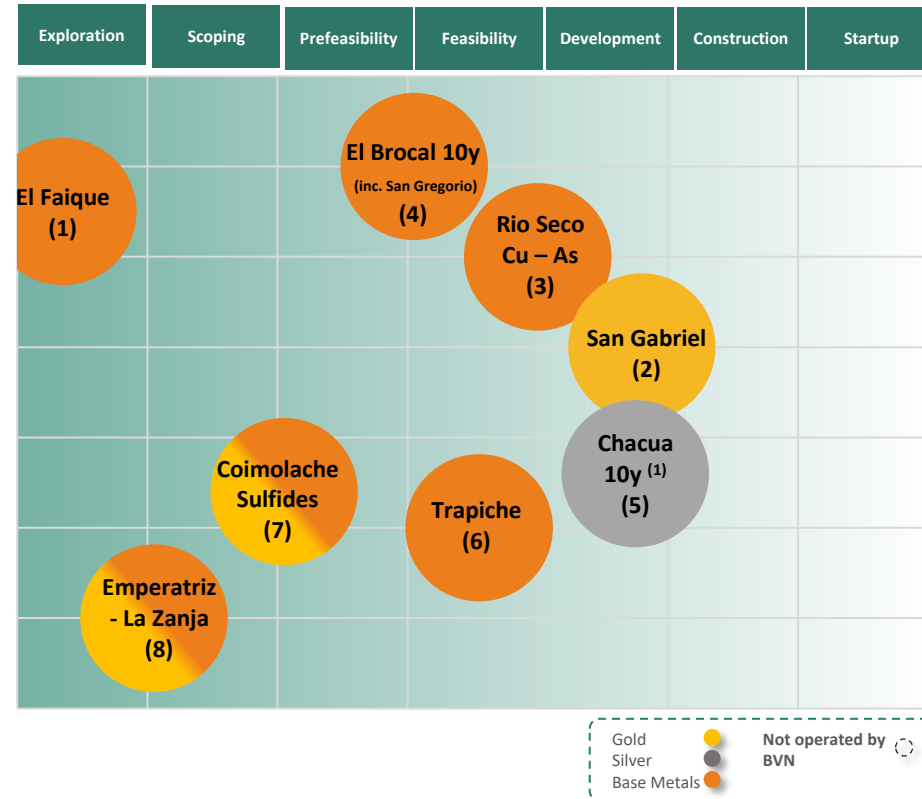 Exploration
Scoping
Prefeasibility
Feasibility
Development
Construction
Startup
El Brocal 10y
(inc. San Gregorio)
(4)
El Faique
(1)
Rio Seco
Cu – As
(3)
San Gabriel
(2)
Chacua
10y (1)
(5)
Coimolache
Sulfides
(7)
Trapiche
(6)
Emperatriz
- La Zanja
(8)
Gold
Silver
Base Metals
Not operated by
BVN